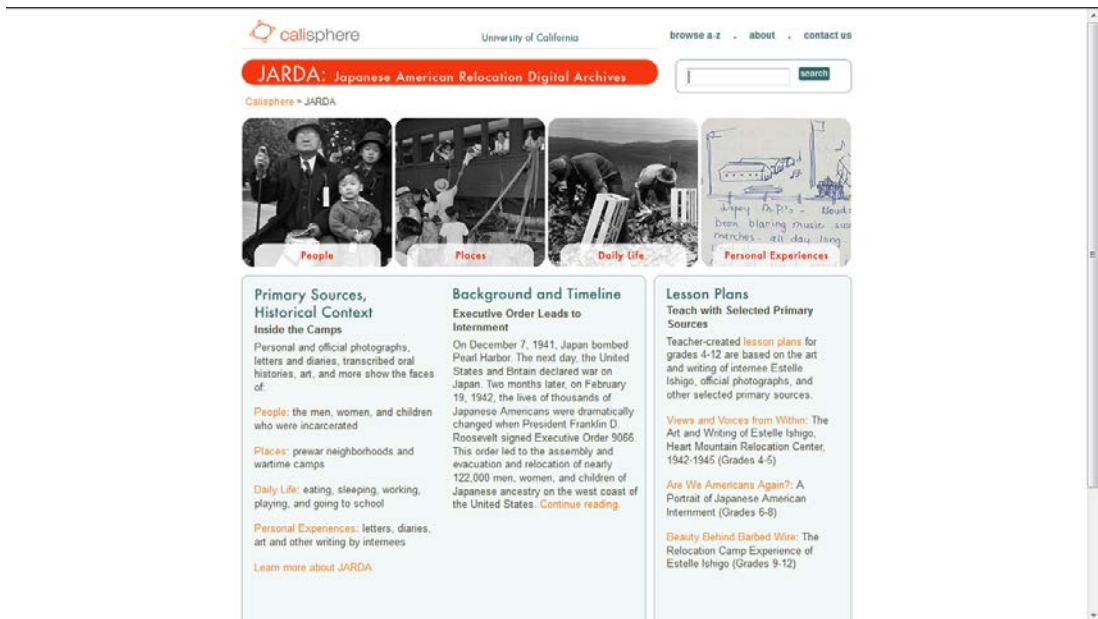 calisphere
University of California
browse a-z . about . contact us
JARDA: Japanese American Relocation Digital Archives
search
Calisphere > JARDA
People
Places
Daily Life
been blaring music
marches - all day long
Personal Experiences
Primary Sources,
Historical Context
Inside the Camps
Personal and official photographs,
letters and diaries, transcribed oral
histories, art, and more show the faces
of:
People: the men, women, and children
who were incarcerated
Places: prewar neighborhoods and
wartime camps
Daily Life: eating, sleeping, working,
playing, and going to school
Personal Experiences: letters, diaries,
art and other writing by internees
Learn more about JARDA
Background and Timeline
Executive Order Leads to
Internment
On December 7, 1941, Japan bombed
Pearl Harbor. The next day, the United
States and Britain declared war on
Japan. Two months later, on February
19, 1942, the lives of thousands of
Japanese Americans were dramatically
changed when President Franklin D.
Roosevelt signed Executive Order 9066.
This order led to the assembly and
evacuation and relocation of nearly
122,000 men, women, and children of
Japanese ancestry on the west coast of
the United States. Continue reading.
Lesson Plans
Teach with Selected Primary
Sources
Teacher-created lesson plans for
grades 4-12 are based on the art
and writing of internee Estelle
Ishigo, official photographs, and
other selected primary sources.
Views and Voices from Within: The
Art and Writing of Estelle Ishigo,
Heart Mountain Relocation Center,
1942-1945 (Grades 4-5)
Are We Americans Again?: A
Portrait of Japanese American
Internment (Grades 6-8)
Beauty Behind Barbed Wire: The
Relocation Camp Experience of
Estelle Ishigo (Grades 9-12)